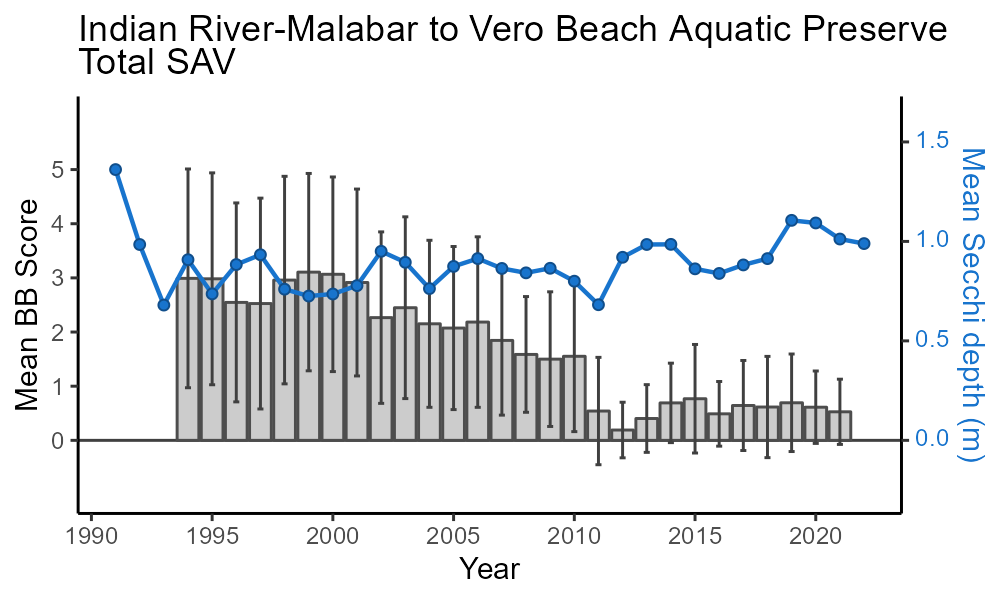 Indian River-Malabar to Vero Beach Aquatic Preserve
Total SAV
Mean BB Score
5
4
3
2
1
0
1.5
1.0
0.5
0.0
Mean Secchi depth (m)
1990 1995 2000 2005 2010 2015 2020
Year